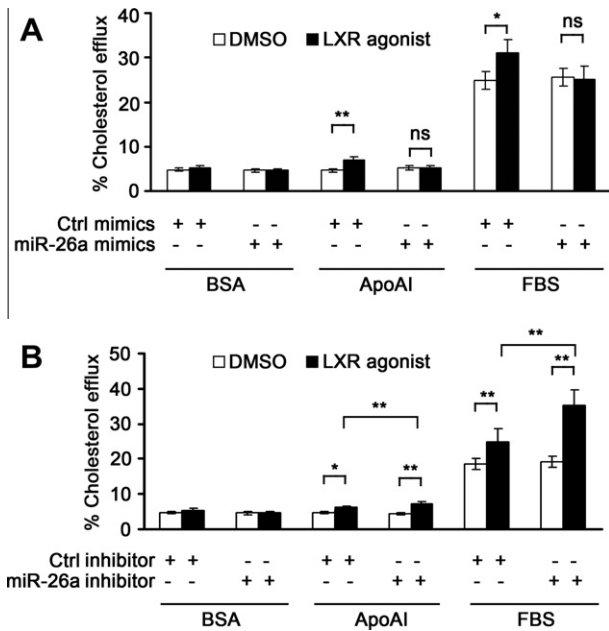 A
% Cholesterol efflux
40
30
20
10
0
DMSO LXR agonist
**
ns
*
ns
Ctrl mimics + + - - + + - - + + - -
miR-26a mimics - - + + - - + + - - + +
BSA ApoAI FBS
B
% Cholesterol efflux
50
40
30
20
10
0
DMSO LXR agonist
**
**
*
**
**
**
Ctrl inhibitor + + - - + + - - + + - -
miR-26a inhibitor - - + + - - + + - - + +
BSA ApoAI FBS